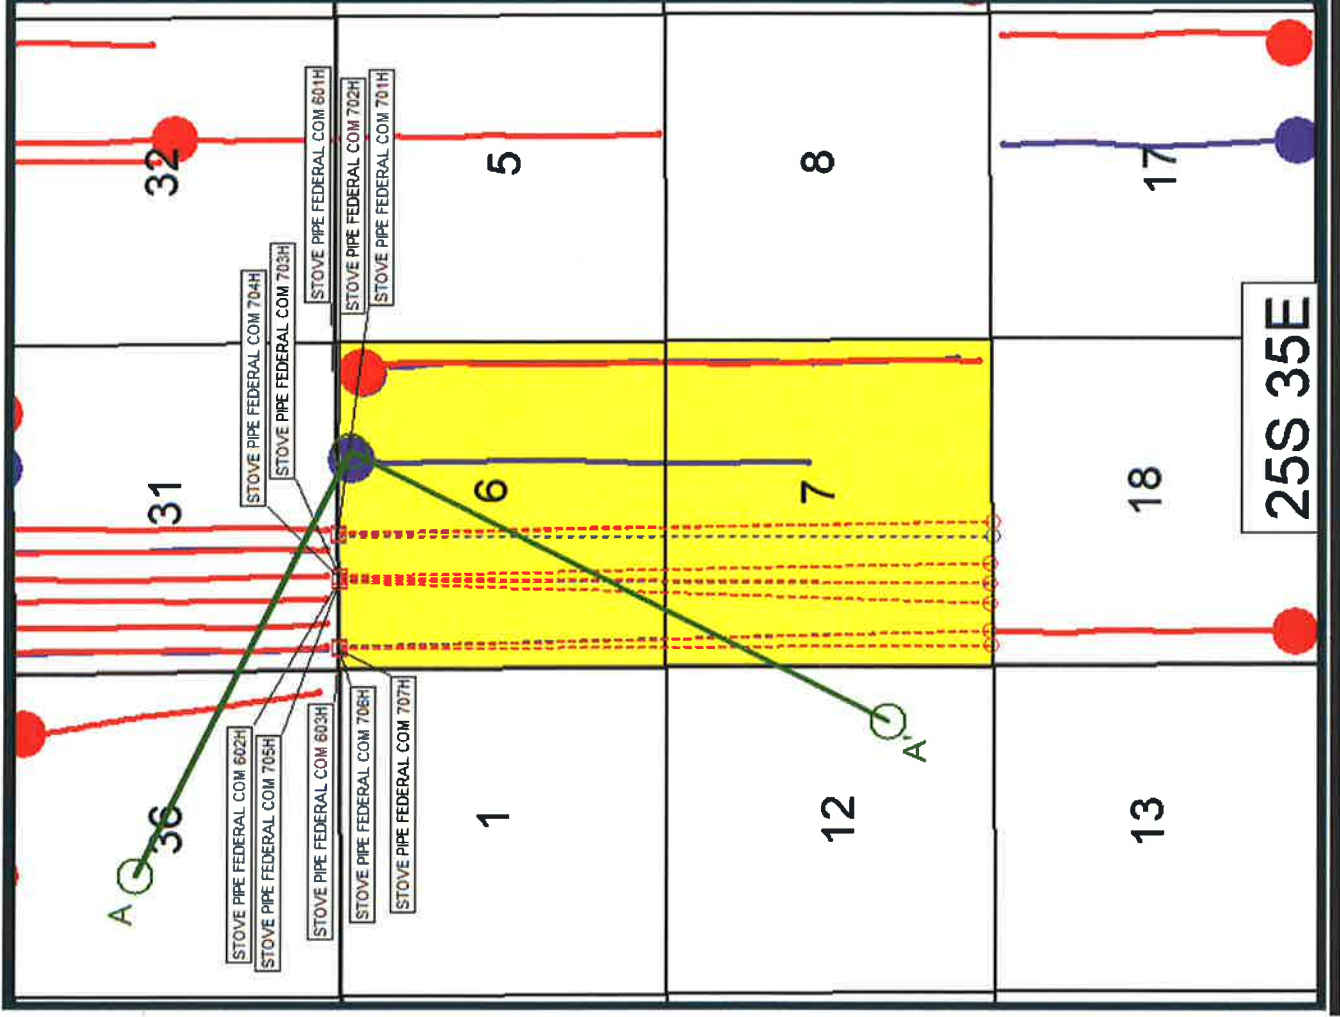 A
36
31
32
STOVE PIPE FEDERAL COM 602H
STOVE PIPE FEDERAL COM 705H
STOVE PIPE FEDERAL COM 704H
STOVE PIPE FEDERAL COM 703H
STOVE PIPE FEDERAL COM 603H
STOVE PIPE FEDERAL COM 706H
STOVE PIPE FEDERAL COM 707H
STOVE PIPE FEDERAL COM 601H
STOVE PIPE FEDERAL COM 702H
STOVE PIPE FEDERAL COM 701H
1
6
5
12
7
8
A'
13
18
17
25S 35E